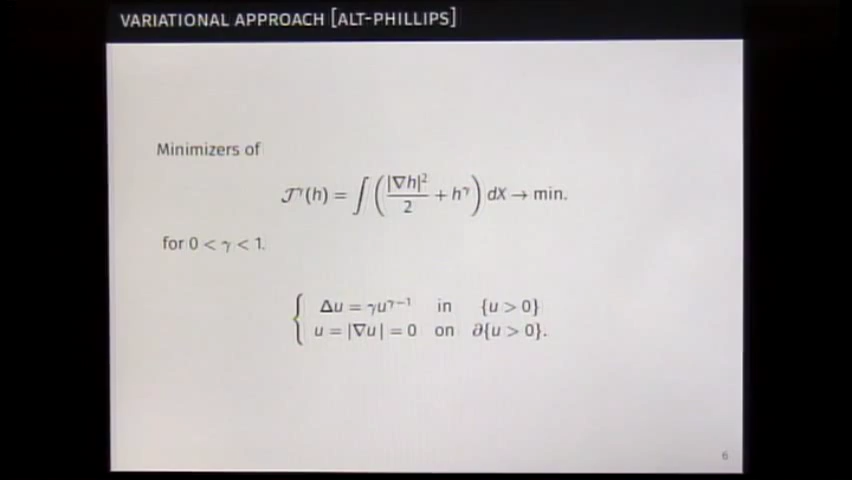 VARIATIONAL APPROACH [ALT-PHILLIPS]
Minimizers of
𝒥^γ(h) = ∫ (|∇h|²/2 + h^γ) dX → min.
for 0 < γ < 1.
Δu = γu^{γ−1} in {u > 0}
u = |∇u| = 0 on ∂{u > 0}.
6